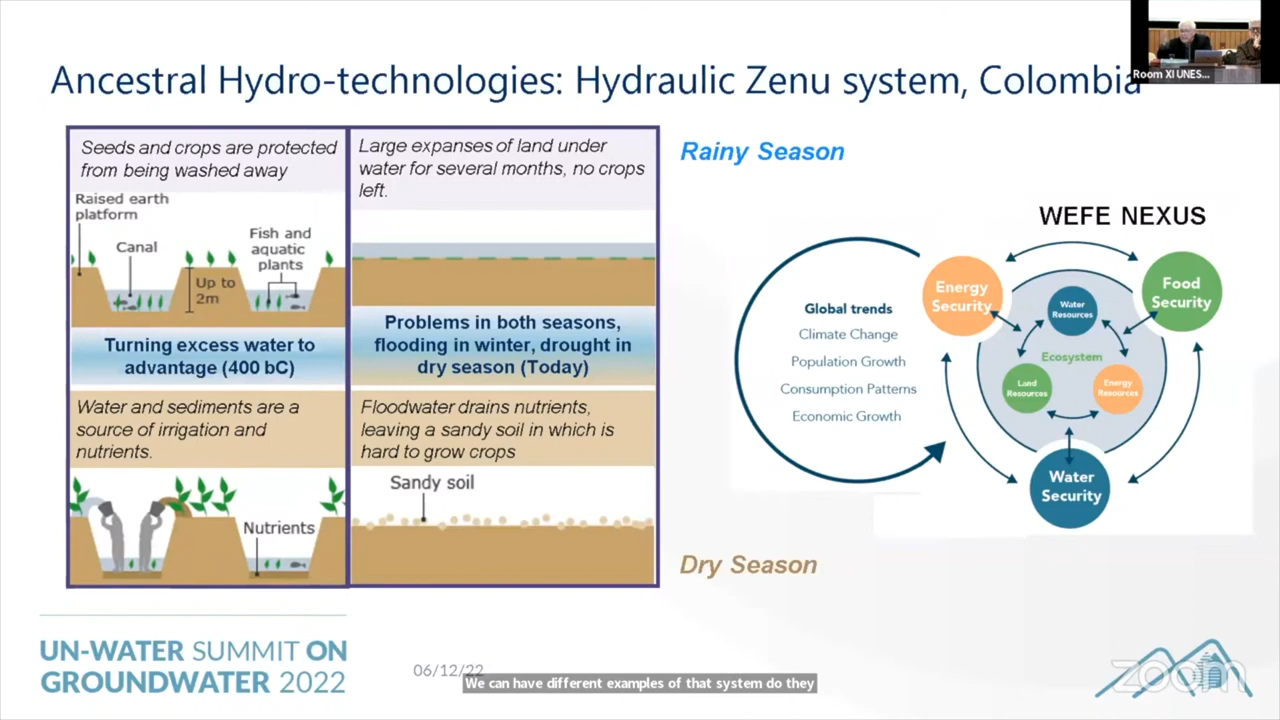 Room XI UNES...
Ancestral Hydro-technologies: Hydraulic Zenu system, Colombia
Seeds and crops are protected
from being washed away
Raised earth
platform
Canal
Fish and
aquatic
plants
Up to
2m
Large expanses of land under
water for several months, no crops
left.
Turning excess water to
advantage (400 bC)
Problems in both seasons,
flooding in winter, drought in
dry season (Today)
Water and sediments are a
source of irrigation and
nutrients.
Nutrients
Floodwater drains nutrients,
leaving a sandy soil in which is
hard to grow crops
Sandy soil
Rainy Season
Dry Season
WEFE NEXUS
Global trends
Climate Change
Population Growth
Consumption Patterns
Economic Growth
Energy
Security
Food
Security
Water
Resources
Ecosystem
Land
Resources
Energy
Resources
Water
Security
UN-WATER SUMMIT ON
GROUNDWATER 2022
06/12/22
We can have different examples of that system do they
zoom